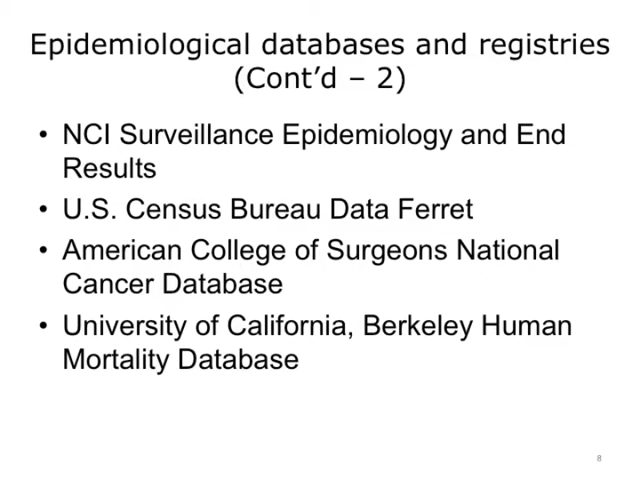 Epidemiological databases and registries
(Cont’d – 2)
• NCI Surveillance Epidemiology and End
Results
• U.S. Census Bureau Data Ferret
• American College of Surgeons National
Cancer Database
• University of California, Berkeley Human
Mortality Database
8